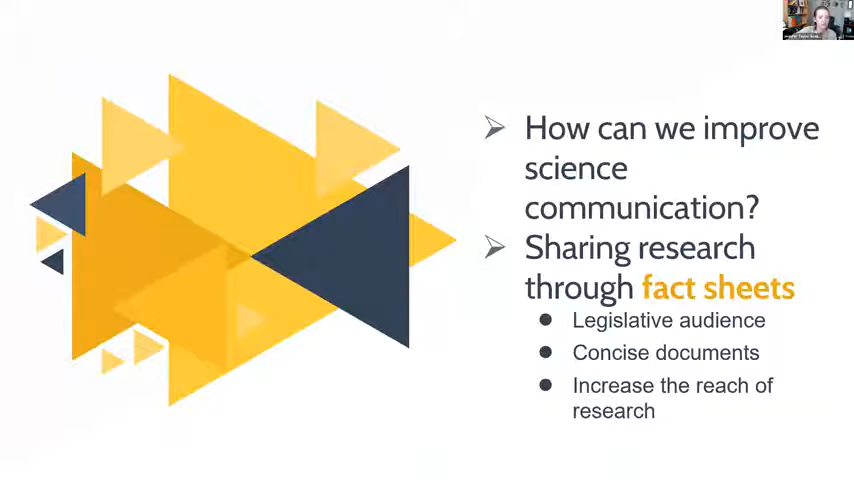 ➢ How can we improve
science
communication?
➢ Sharing research
through fact sheets
● Legislative audience
● Concise documents
● Increase the reach of
research